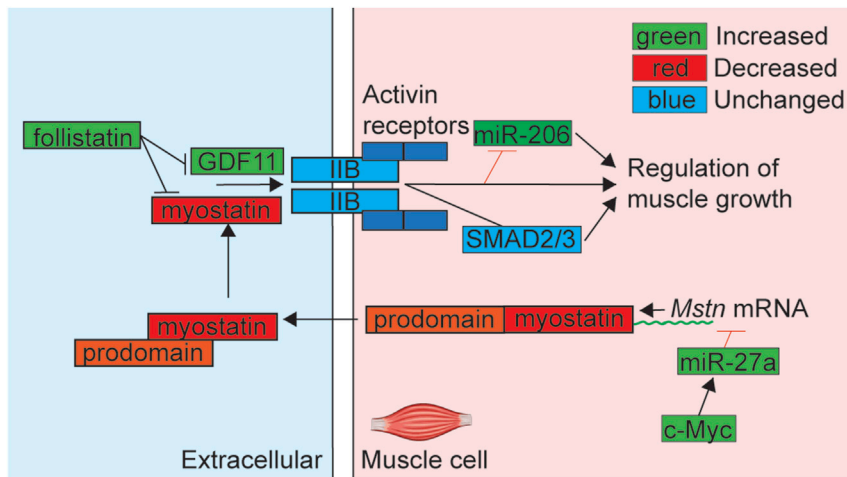 green Increased
red Decreased
blue Unchanged
follistatin
GDF11
myostatin
Activin
receptors
IIB
IIB
miR-206
SMAD2/3
Regulation of
muscle growth
myostatin
prodomain
prodomain myostatin
Mstn mRNA
miR-27a
c-Myc
Extracellular
Muscle cell